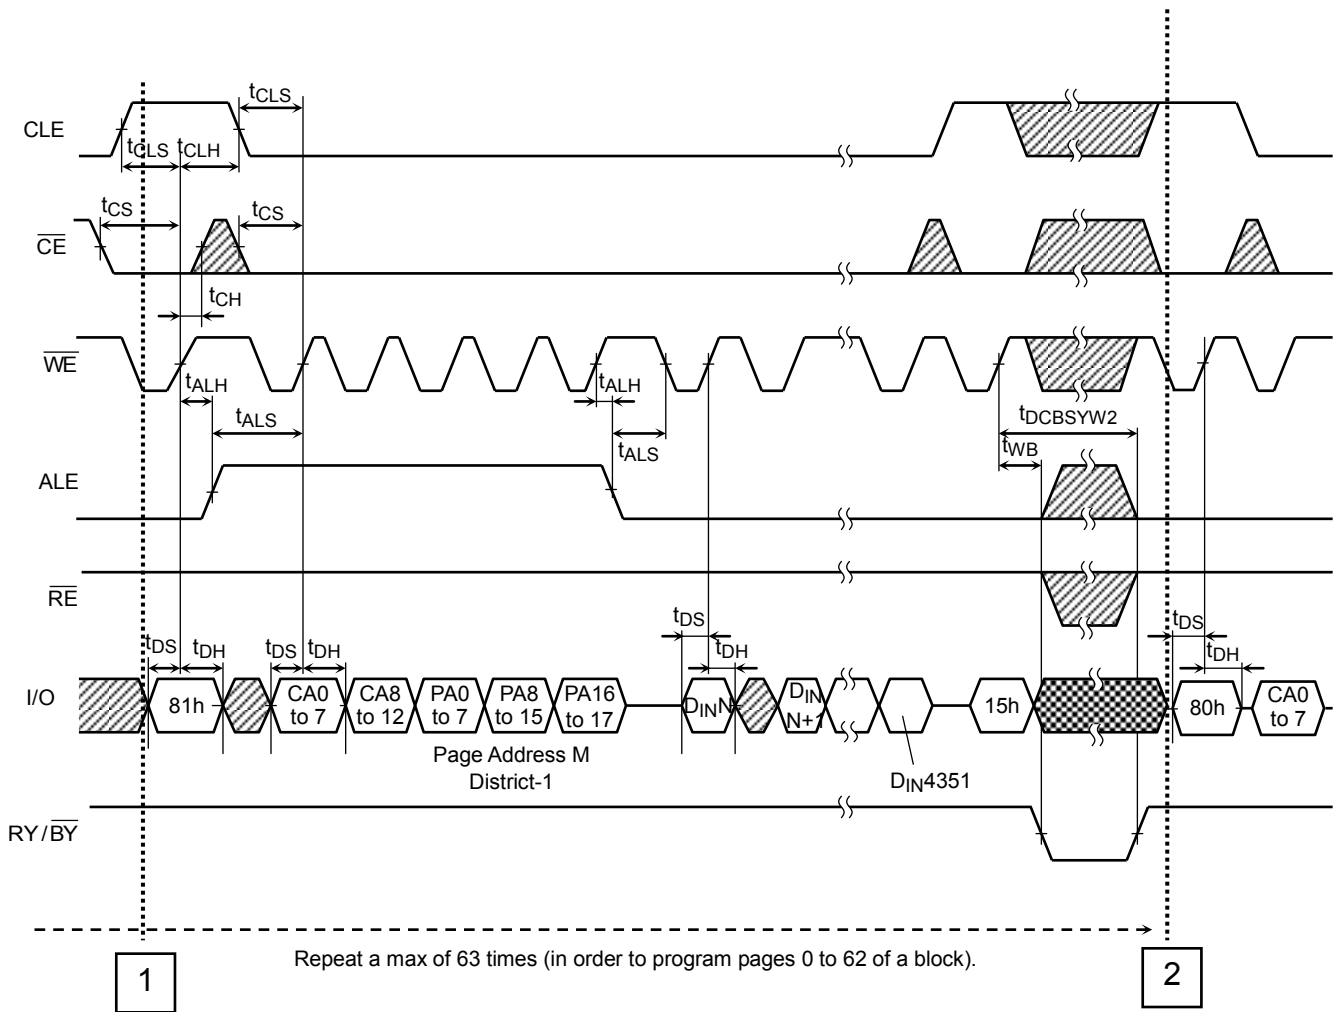 tCLS
CLE
tCLS tCLH
tCS
tCS
CE
tCH
WE
tALH
tALH
tALS
tDCBSYW2
tALS
tWB
ALE
RE
tDS tDH
tDS tDH
tDS
tDH
tDS
tDH
I/O
81h
CA0 to 7
CA8 to 12
PA0 to 7
PA8 to 15
PA16 to 17
DINN
DIN N+1
15h
80h
CA0 to 7
Page Address M
District-1
DIN4351
RY/BY
Repeat a max of 63 times (in order to program pages 0 to 62 of a block).
1
2